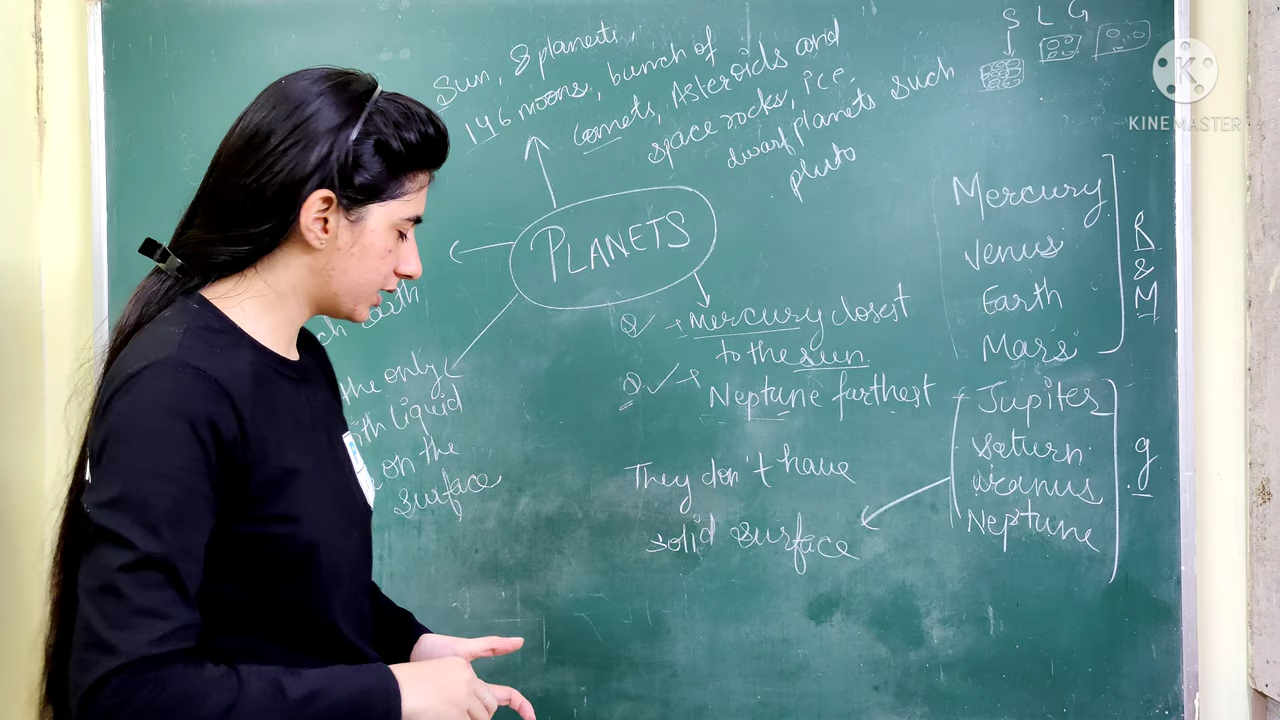 Sun, 8 planets,
146 moons, bunch of
comets, Asteroids and
space rocks, ice.
dwarf planets such
pluto
S L G
KINEMASTER
PLANETS
earth
the only
liquid
on the
surface
Q ✓ → Mercury closest
to the sun.
Q ✓ → Neptune farthest
They don't have
solid surface
Mercury
Venus
Earth
Mars
R & M
Jupiter
Saturn
Uranus
Neptune
g